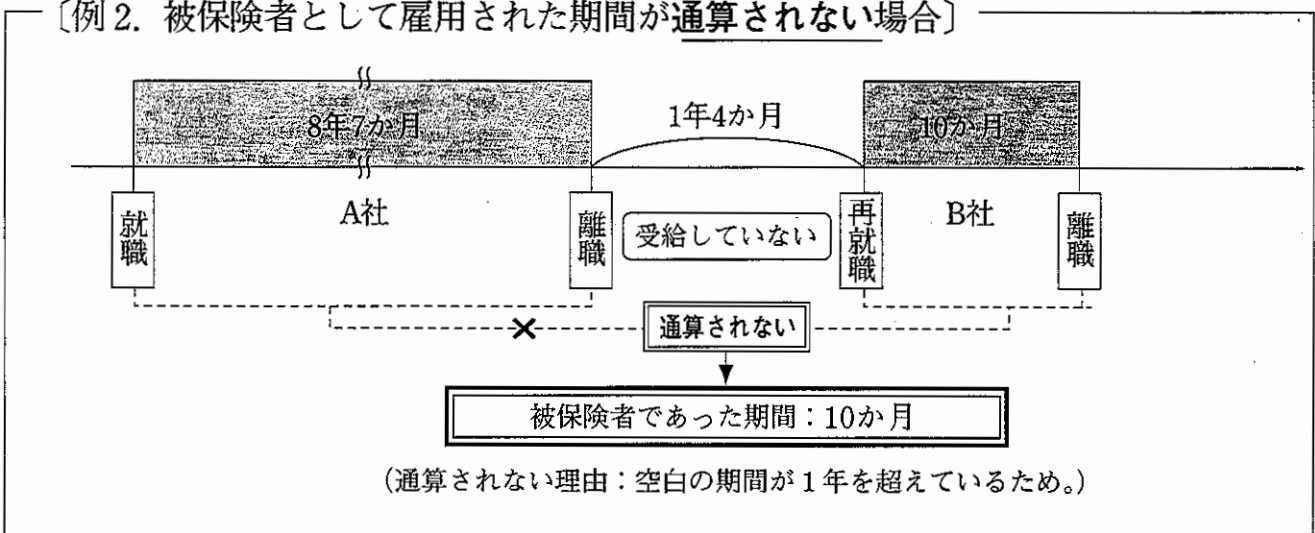 〔例2．被保険者として雇用された期間が通算されない場合〕
8年7か月
1年4か月
10か月
就職
A社
離職
受給していない
再就職
B社
離職
通算されない
被保険者であった期間：10か月
（通算されない理由：空白の期間が1年を超えているため。）